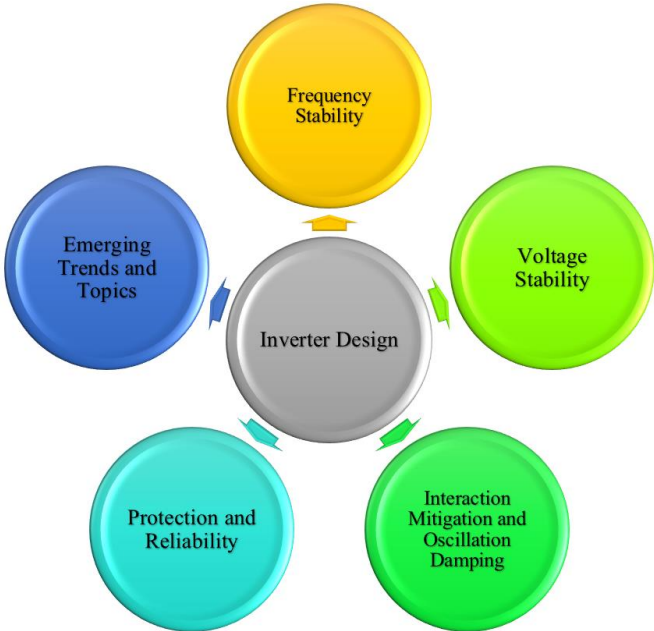 Frequency
Stability
Emerging
Trends and
Topics
Voltage
Stability
Inverter Design
Protection and
Reliability
Interaction
Mitigation and
Oscillation
Damping